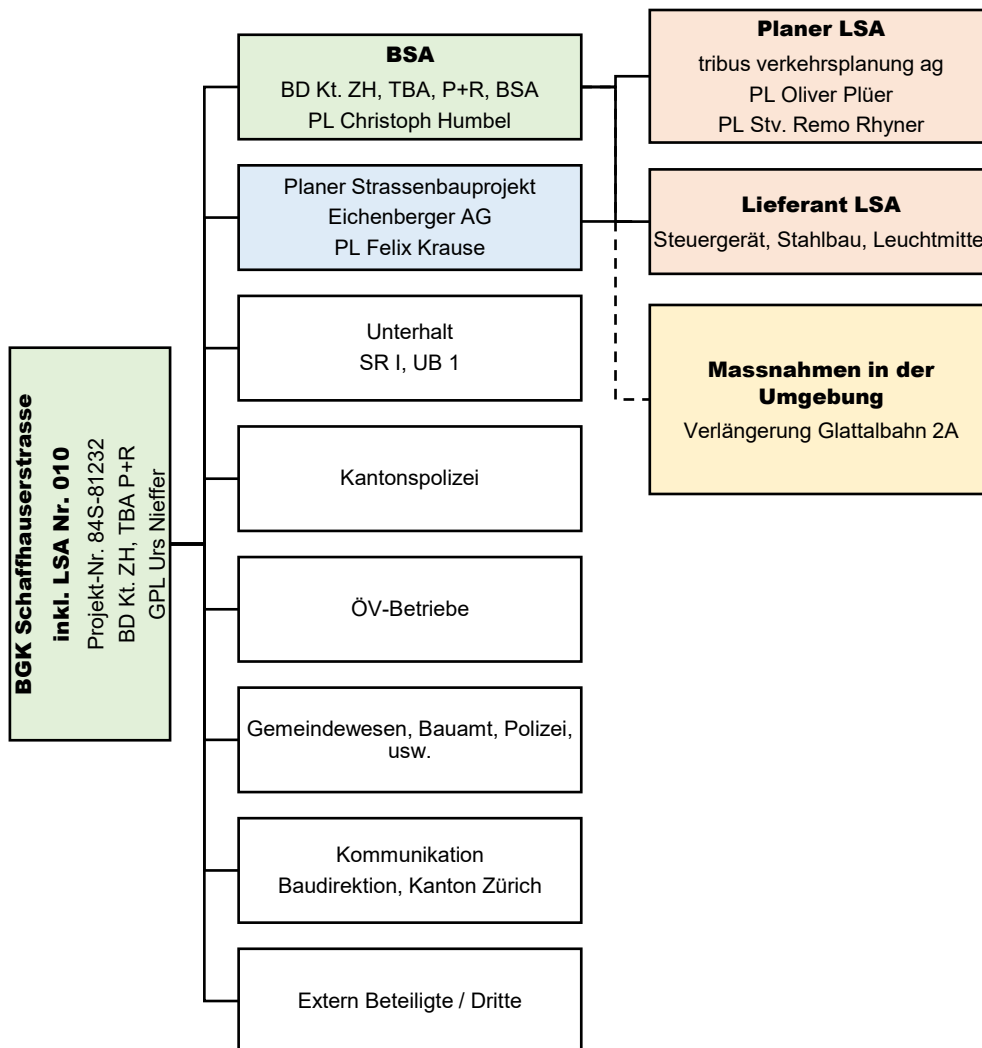 BGK Schaffhauserstrasse
inkl. LSA Nr. 010
Projekt-Nr. 84S-81232
BD Kt. ZH, TBA P+R
GPL Urs Nieffer
BSA
BD Kt. ZH, TBA, P+R, BSA
PL Christoph Humbel
Planer Strassenbauprojekt
Eichenberger AG
PL Felix Krause
Unterhalt
SR I, UB 1
Kantonspolizei
ÖV-Betriebe
Gemeindewesen, Bauamt, Polizei,
usw.
Kommunikation
Baudirektion, Kanton Zürich
Extern Beteiligte / Dritte
Planer LSA
tribus verkehrsplanung ag
PL Oliver Plüer
PL Stv. Remo Rhyner
Lieferant LSA
Steuergerät, Stahlbau, Leuchtmitte
Massnahmen in der
Umgebung
Verlängerung Glattalbahn 2A